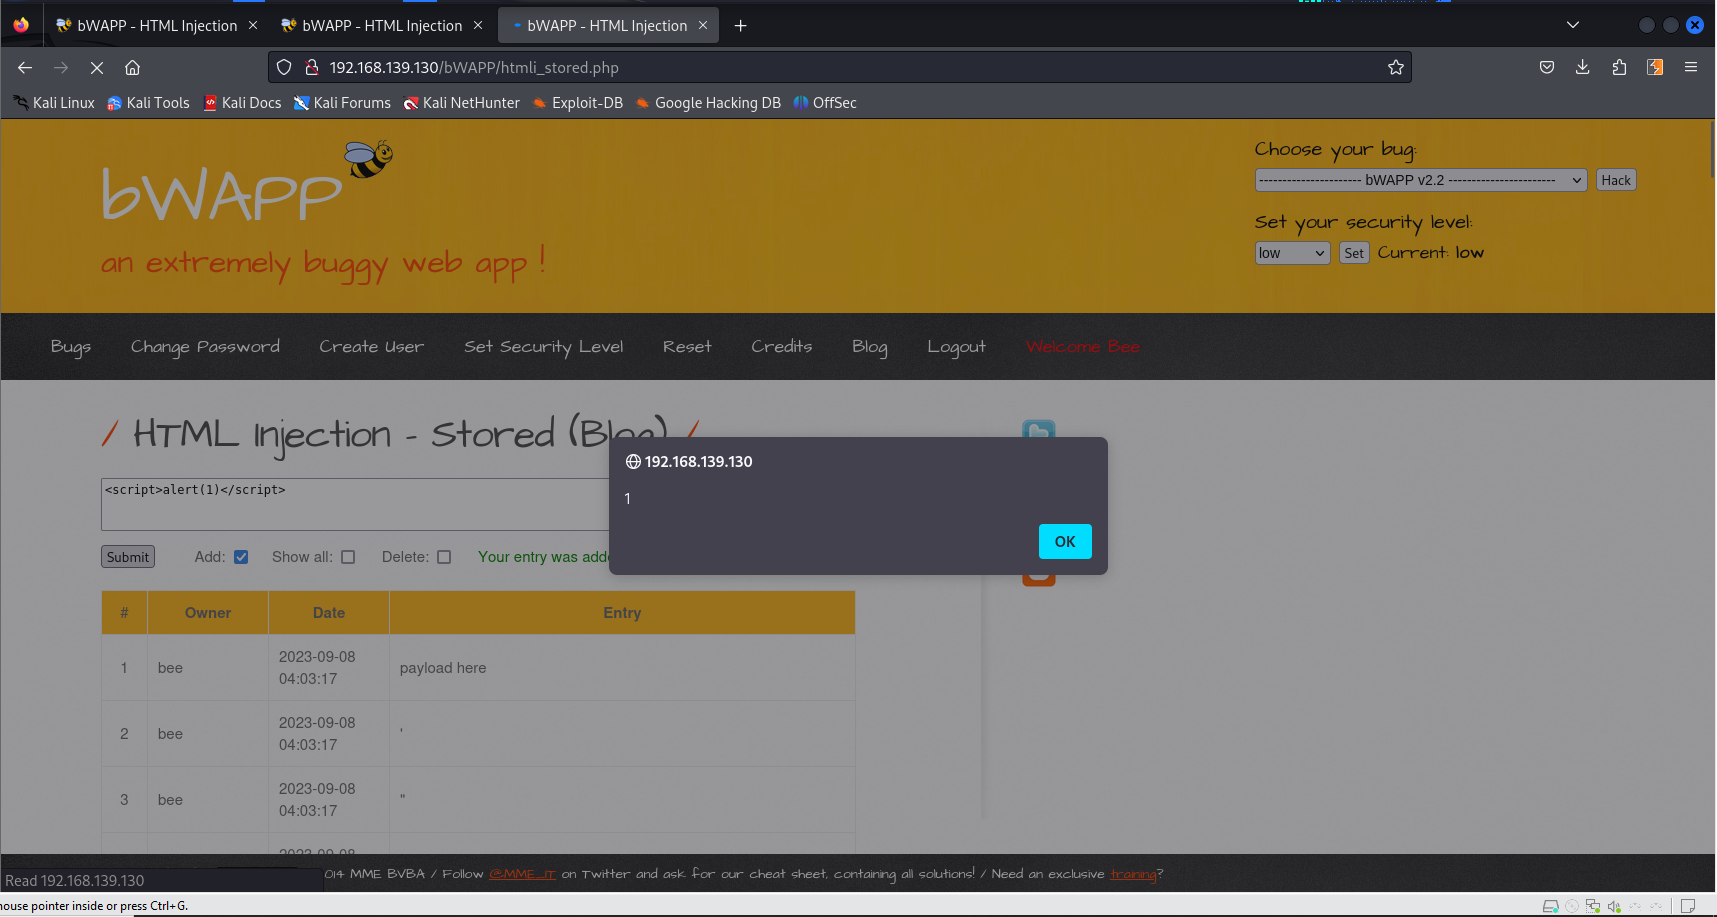 bWAPP - HTML Injection bWAPP - HTML Injection bWAPP - HTML Injection
192.168.139.130/bWAPP/htmli_stored.php
Kali Linux Kali Tools Kali Docs Kali Forums Kali NetHunter Exploit-DB Google Hacking DB OffSec
bWAPP
an extremely buggy web app !
Choose your bug:
---------------------- bWAPP v2.2 ----------------------- Hack
Set your security level:
low Set Current: low
Bugs Change Password Create User Set Security Level Reset Credits Blog Logout Welcome Bee
/ HTML Injection - Stored (Blog) /
<script>alert(1)</script>
192.168.139.130
1
OK
Submit Add: Show all: Delete: Your entry was adde
# Owner Date Entry
1 bee 2023-09-08 04:03:17 payload here
2 bee 2023-09-08 04:03:17 '
3 bee 2023-09-08 04:03:17 "
2023-09-08
014 MME BVBA / Follow @MME_IT on Twitter and ask for our cheat sheet, containing all solutions! / Need an exclusive training?
Read 192.168.139.130
nouse pointer inside or press Ctrl+G.